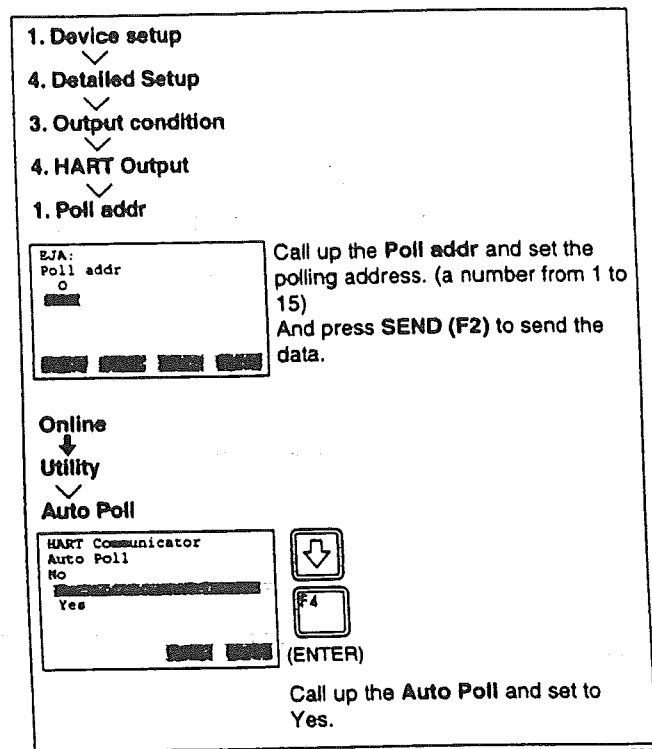 1. Device setup
4. Detailed Setup
3. Output condition
4. HART Output
1. Poll addr
EJA:
Poll addr
0
Call up the Poll addr and set the
polling address. (a number from 1 to
15)
And press SEND (F2) to send the
data.
Online
Utility
Auto Poll
HART Communicator
Auto Poll
No
Yes
F4
(ENTER)
Call up the Auto Poll and set to
Yes.